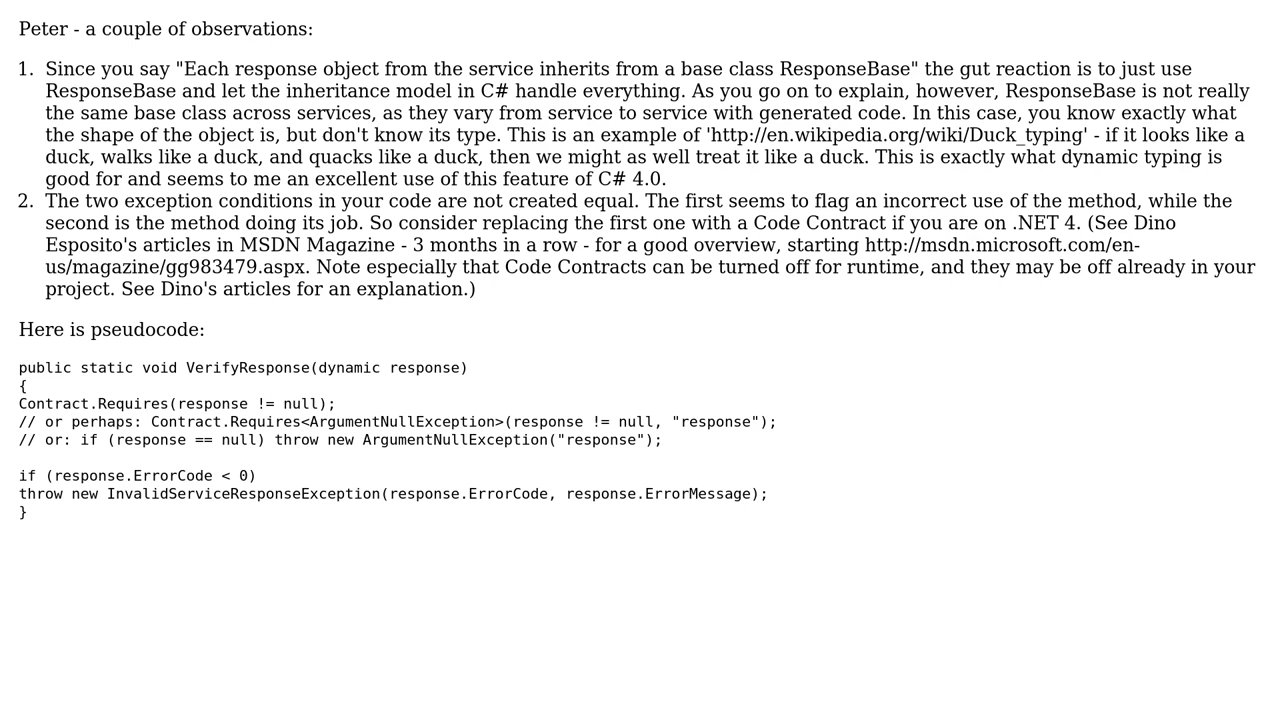 Peter - a couple of observations:
1. Since you say "Each response object from the service inherits from a base class ResponseBase" the gut reaction is to just use
ResponseBase and let the inheritance model in C# handle everything. As you go on to explain, however, ResponseBase is not really
the same base class across services, as they vary from service to service with generated code. In this case, you know exactly what
the shape of the object is, but don't know its type. This is an example of 'http://en.wikipedia.org/wiki/Duck_typing' - if it looks like a
duck, walks like a duck, and quacks like a duck, then we might as well treat it like a duck. This is exactly what dynamic typing is
good for and seems to me an excellent use of this feature of C# 4.0.
2. The two exception conditions in your code are not created equal. The first seems to flag an incorrect use of the method, while the
second is the method doing its job. So consider replacing the first one with a Code Contract if you are on .NET 4. (See Dino
Esposito's articles in MSDN Magazine - 3 months in a row - for a good overview, starting http://msdn.microsoft.com/en-
us/magazine/gg983479.aspx. Note especially that Code Contracts can be turned off for runtime, and they may be off already in your
project. See Dino's articles for an explanation.)
Here is pseudocode:
public static void VerifyResponse(dynamic response)
{
Contract.Requires(response != null);
// or perhaps: Contract.Requires<ArgumentNullException>(response != null, "response");
// or: if (response == null) throw new ArgumentNullException("response");
if (response.ErrorCode < 0)
throw new InvalidServiceResponseException(response.ErrorCode, response.ErrorMessage);
}